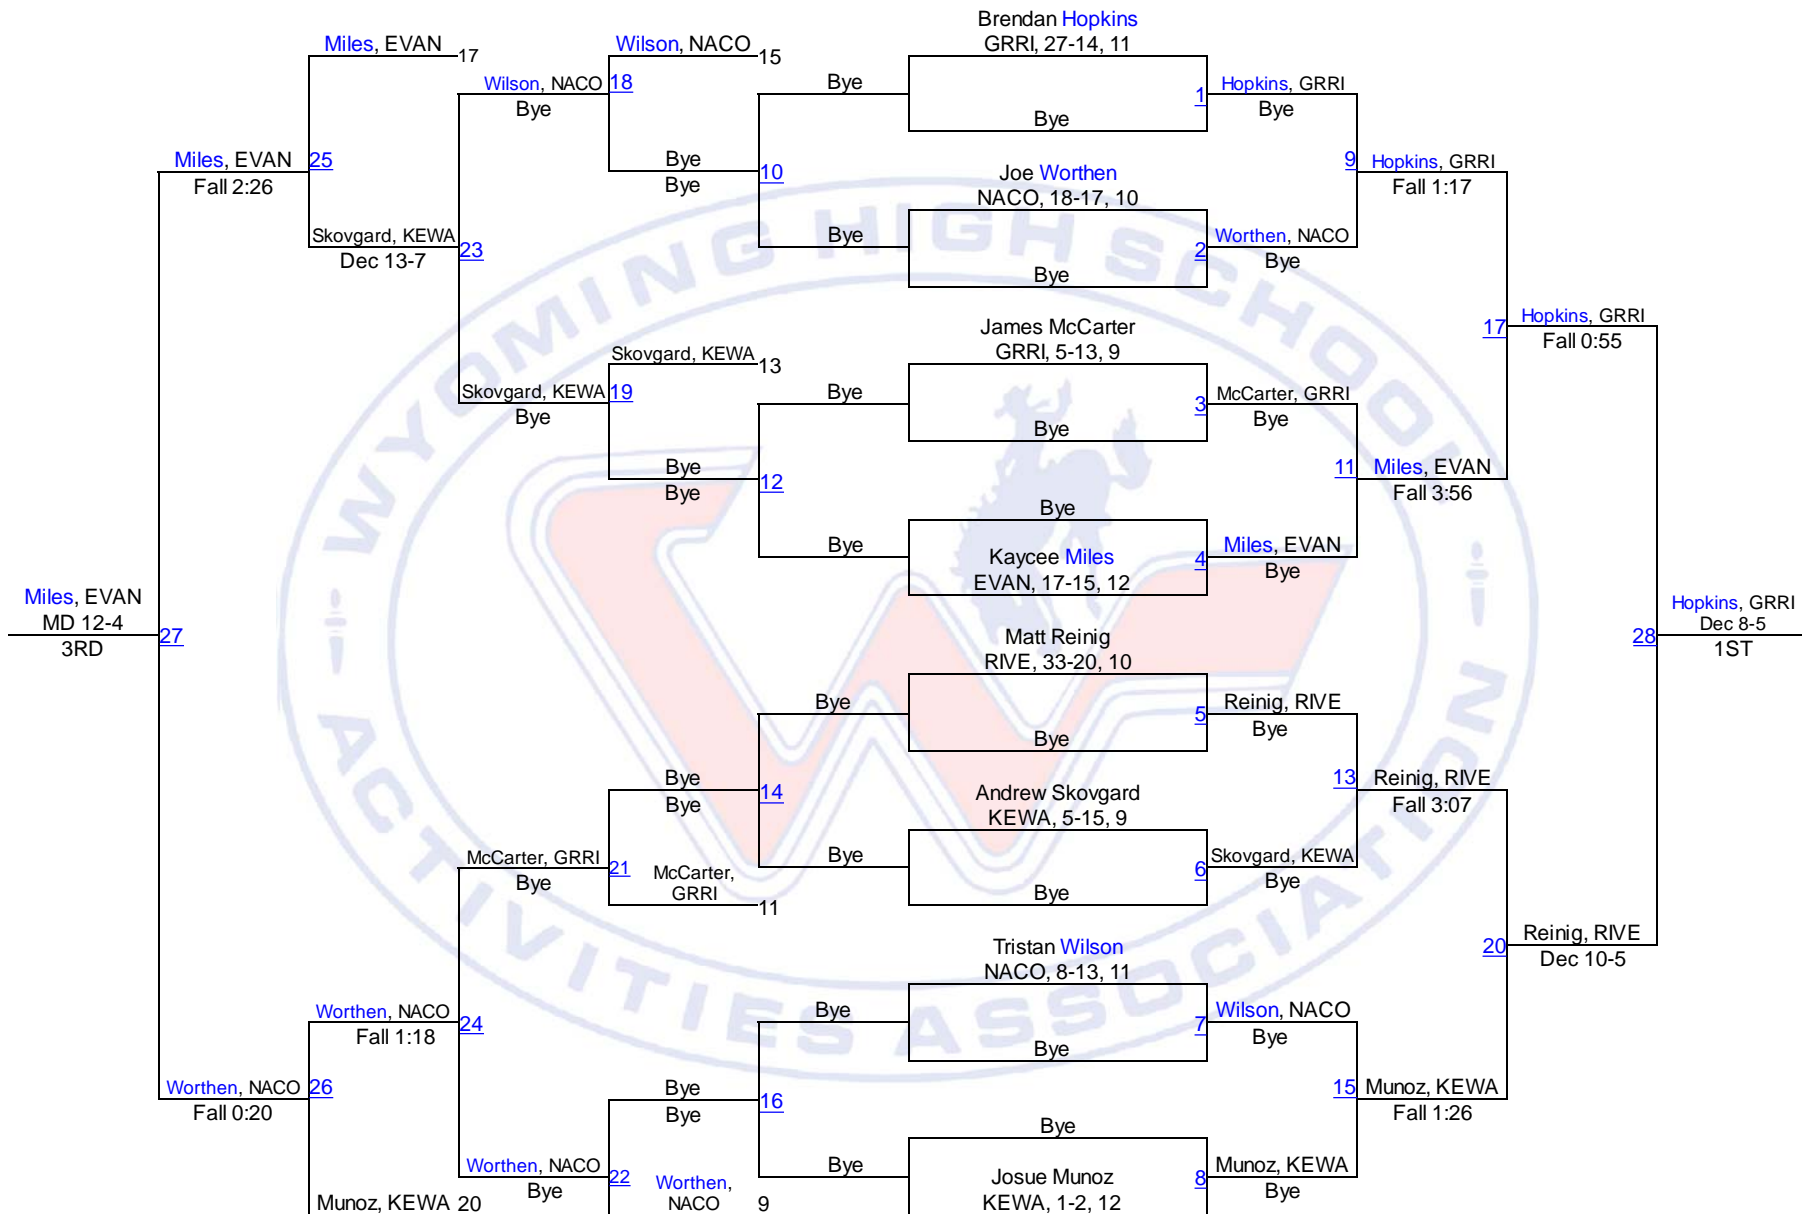 Brendan Hopkins
GRRI, 27-14, 11
Miles, EVAN
17
Wilson, NACO
15
Wilson, NACO
18
Bye
Bye
1
Hopkins, GRRI
Bye
Bye
Miles, EVAN
25
Fall 2:26
Bye
Bye
10
Joe Worthen
NACO, 18-17, 10
9
Hopkins, GRRI
Fall 1:17
Skovgard, KEWA
Dec 13-7
23
Bye
2
Worthen, NACO
Bye
Bye
James McCarter
GRRI, 5-13, 9
17
Hopkins, GRRI
Fall 0:55
Skovgard, KEWA
13
Skovgard, KEWA
19
Bye
Bye
3
McCarter, GRRI
Bye
Bye
Bye
Bye
12
11
Miles, EVAN
Fall 3:56
Bye
Bye
Kaycee Miles
EVAN, 17-15, 12
4
Miles, EVAN
Bye
Miles, EVAN
MD 12-4
3RD
27
Matt Reinig
RIVE, 33-20, 10
28
Hopkins, GRRI
Dec 8-5
1ST
Bye
5
Reinig, RIVE
Bye
Bye
Bye
Bye
14
Andrew Skovgard
KEWA, 5-15, 9
13
Reinig, RIVE
Fall 3:07
McCarter, GRRI
Bye
21
McCarter,
GRRI
11
Bye
6
Skovgard, KEWA
Bye
Bye
Tristan Wilson
NACO, 8-13, 11
20
Reinig, RIVE
Dec 10-5
Worthen, NACO
Fall 1:18
24
Bye
7
Wilson, NACO
Bye
Bye
Worthen, NACO
26
Fall 0:20
Bye
Bye
16
15
Munoz, KEWA
Fall 1:26
Bye
Worthen, NACO
Bye
22
Worthen,
NACO
9
Bye
Josue Munoz
KEWA, 1-2, 12
8
Munoz, KEWA
Bye
Munoz, KEWA
20
WYOMING HIGH SCHOOL
ACTIVITIES ASSOCIATION